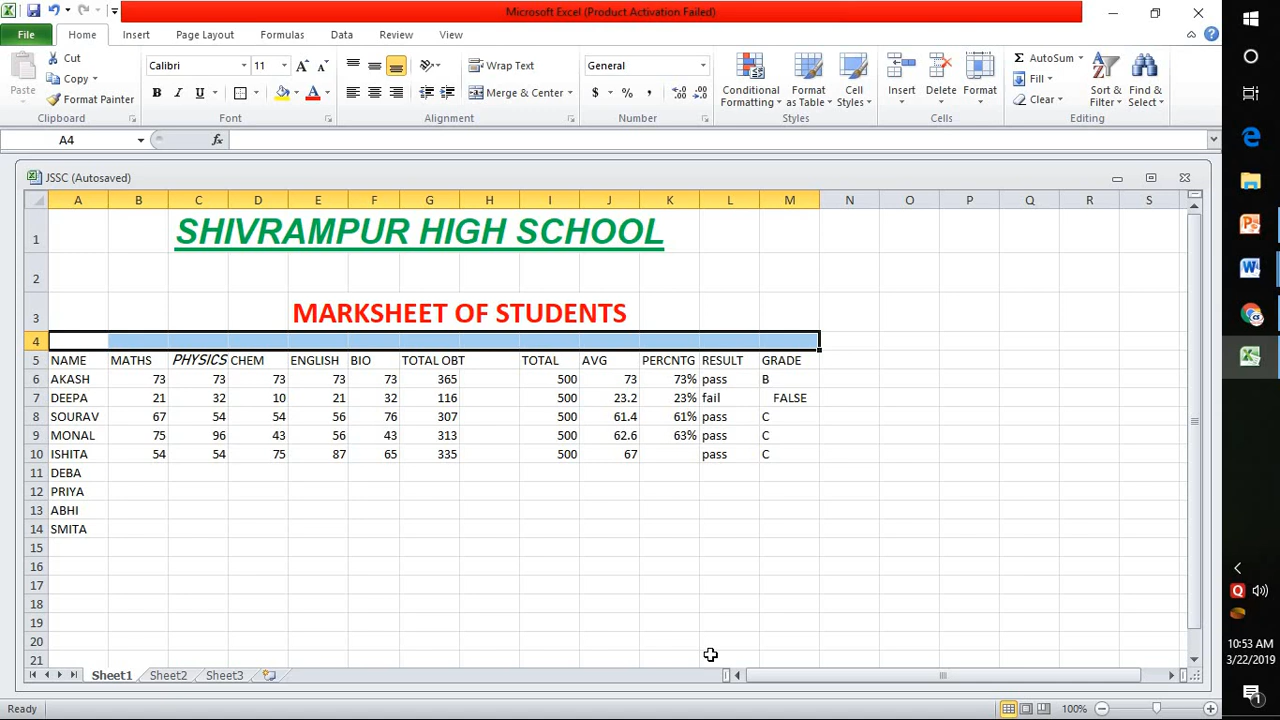 Microsoft Excel (Product Activation Failed)
File Home Insert Page Layout Formulas Data Review View
Paste Cut Copy Format Painter Clipboard
Calibri 11 B I U A Font
Wrap Text Merge & Center Alignment
General $ % , Number
Conditional Formatting Format as Table Cell Styles Styles
Insert Delete Format Cells
Σ AutoSum Fill Clear Sort & Filter Find & Select Editing
A4 fx
JSSC (Autosaved)
A B C D E F G H I J K L M N O P Q R S
1 SHIVRAMPUR HIGH SCHOOL
2
3 MARKSHEET OF STUDENTS
4
5 NAME MATHS PHYSICS CHEM ENGLISH BIO TOTAL OBT TOTAL AVG PERCNTG RESULT GRADE
6 AKASH 73 73 73 73 73 365 500 73 73% pass B
7 DEEPA 21 32 10 21 32 116 500 23.2 23% fail FALSE
8 SOURAV 67 54 54 56 76 307 500 61.4 61% pass C
9 MONAL 75 96 43 56 43 313 500 62.6 63% pass C
10 ISHITA 54 54 75 87 65 335 500 67 pass C
11 DEBA
12 PRIYA
13 ABHI
14 SMITA
15
16
17
18
19
20
21
Sheet1 Sheet2 Sheet3
Ready 100%
10:53 AM
3/22/2019
1